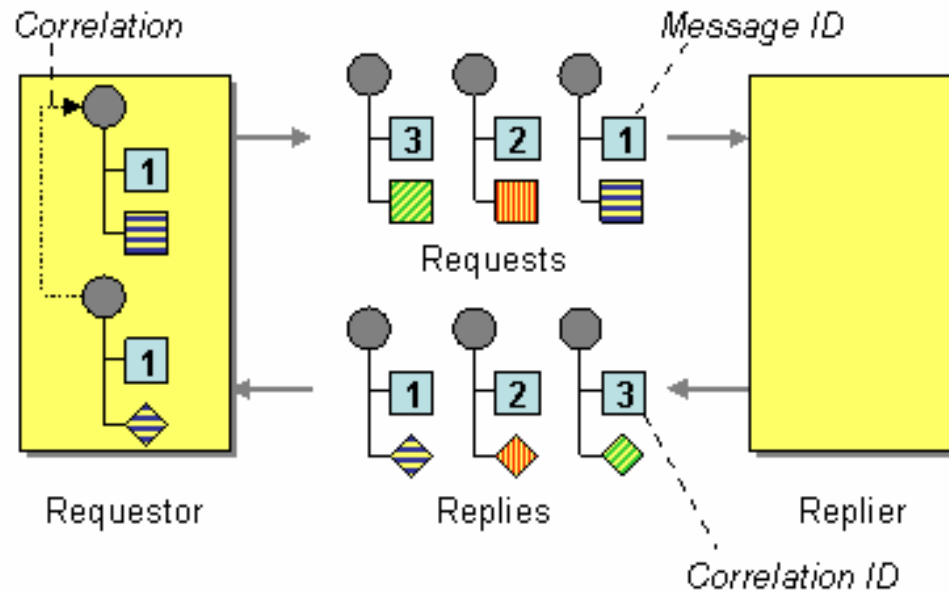 Correlation
Message ID
3 2 1
1
Requests
1
1 2 3
Requestor
Replies
Replier
Correlation ID